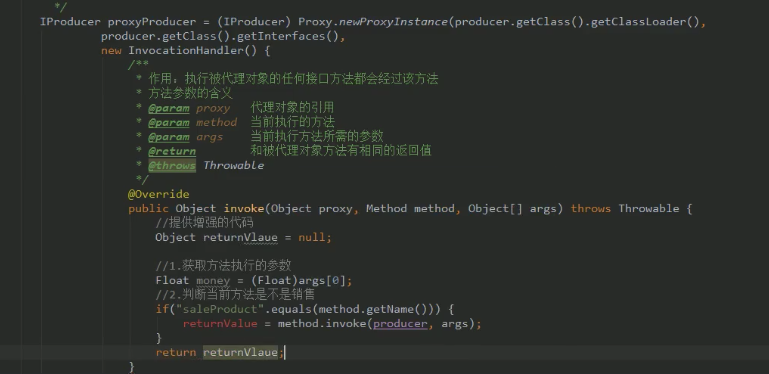 */
IProducer proxyProducer = (IProducer) Proxy.newProxyInstance(producer.getClass().getClassLoader(),
producer.getClass().getInterfaces(),
new InvocationHandler() {
/**
* 作用：执行被代理对象的任何接口方法都会经过该方法
* 方法参数的含义
* @param proxy 代理对象的引用
* @param method 当前执行的方法
* @param args 当前执行方法所需的参数
* @return 和被代理对象方法有相同的返回值
* @throws Throwable
*/
@Override
public Object invoke(Object proxy, Method method, Object[] args) throws Throwable {
//提供增强的代码
Object returnVlaue = null;
//1.获取方法执行的参数
Float money = (Float)args[0];
//2.判断当前方法是不是销售
if("saleProduct".equals(method.getName())) {
returnValue = method.invoke(producer, args);
}
return returnVlaue;
}